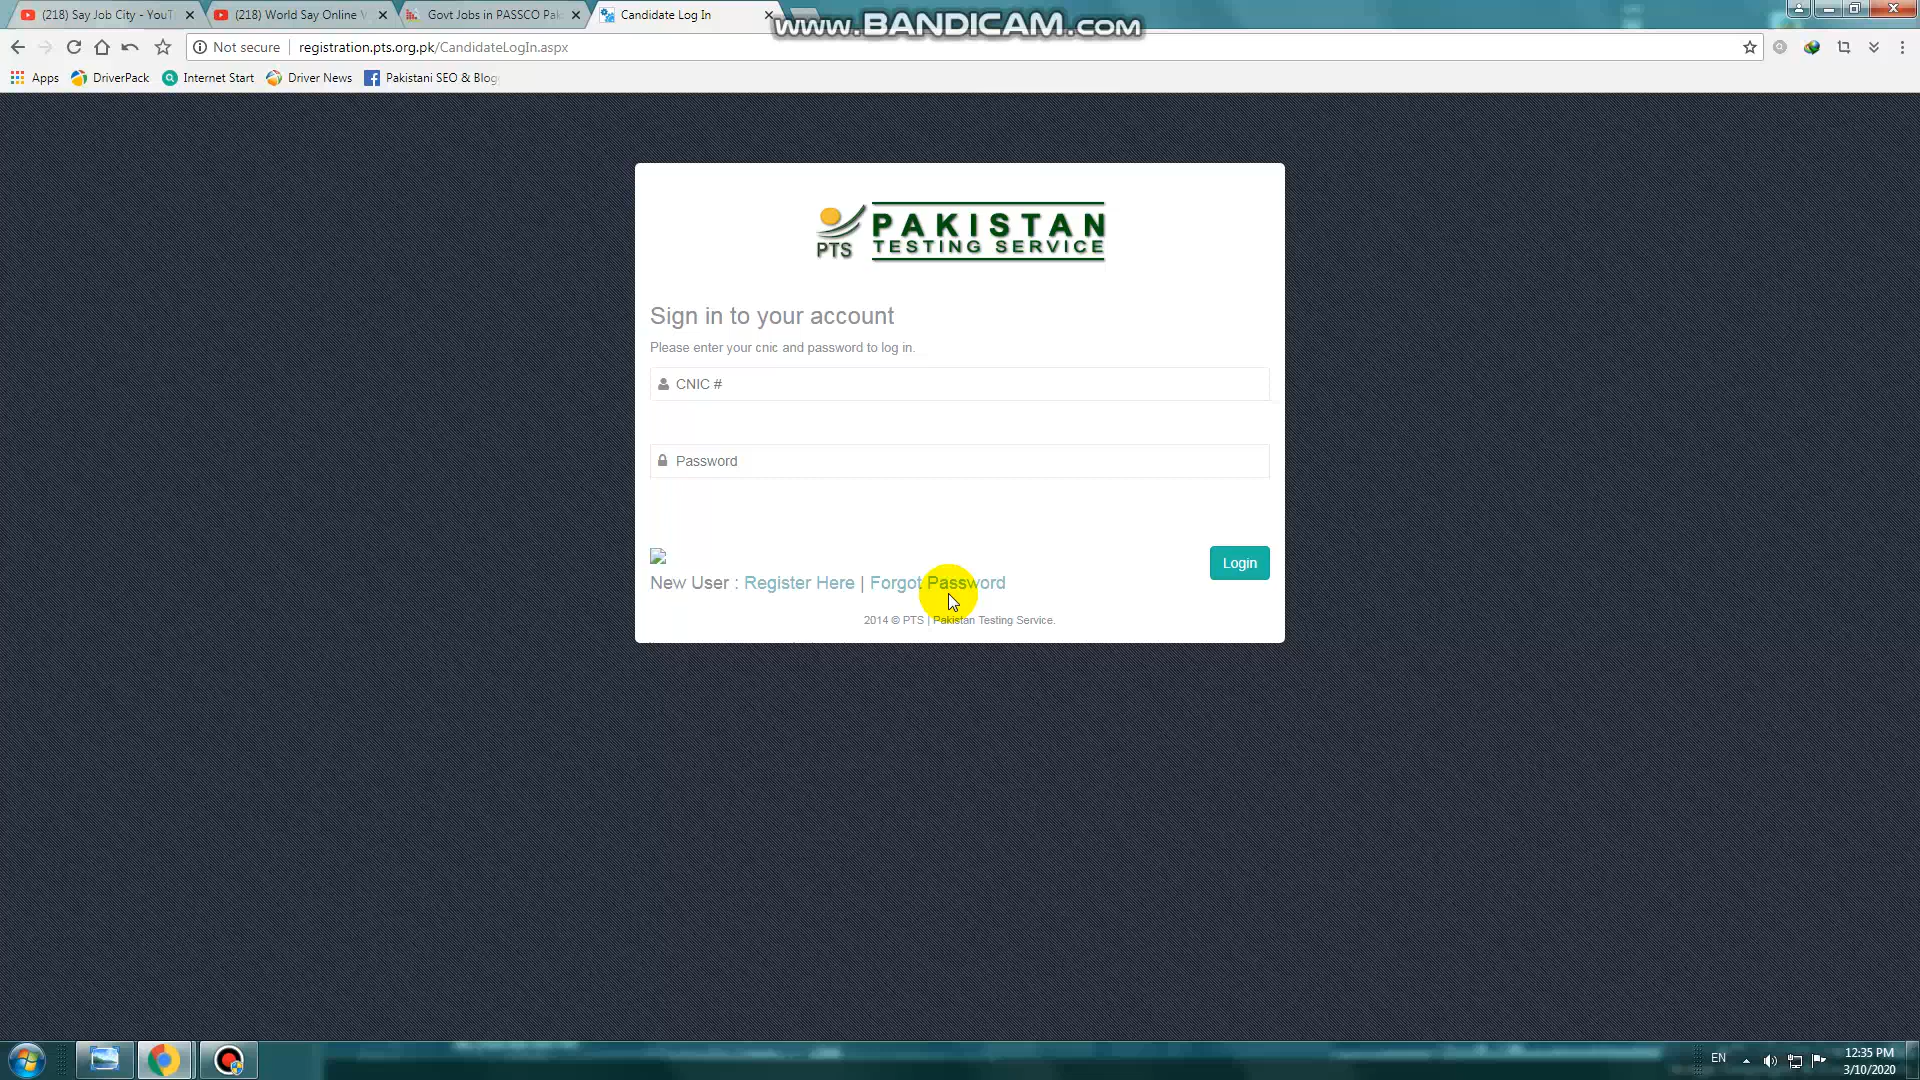 (218) Say Job City - YouT
(218) World Say Online V
Govt Jobs in PASSCO Pak
Candidate Log In
www.BANDICAM.com
Not secure
registration.pts.org.pk/CandidateLogIn.aspx
Apps
DriverPack
Internet Start
Driver News
Pakistani SEO & Blog
PTS
PAKISTAN
TESTING SERVICE
Sign in to your account
Please enter your cnic and password to log in.
CNIC #
Password
Login
New User : Register Here | Forgot Password
2014 © PTS | Pakistan Testing Service.
EN
12:35 PM
3/10/2020